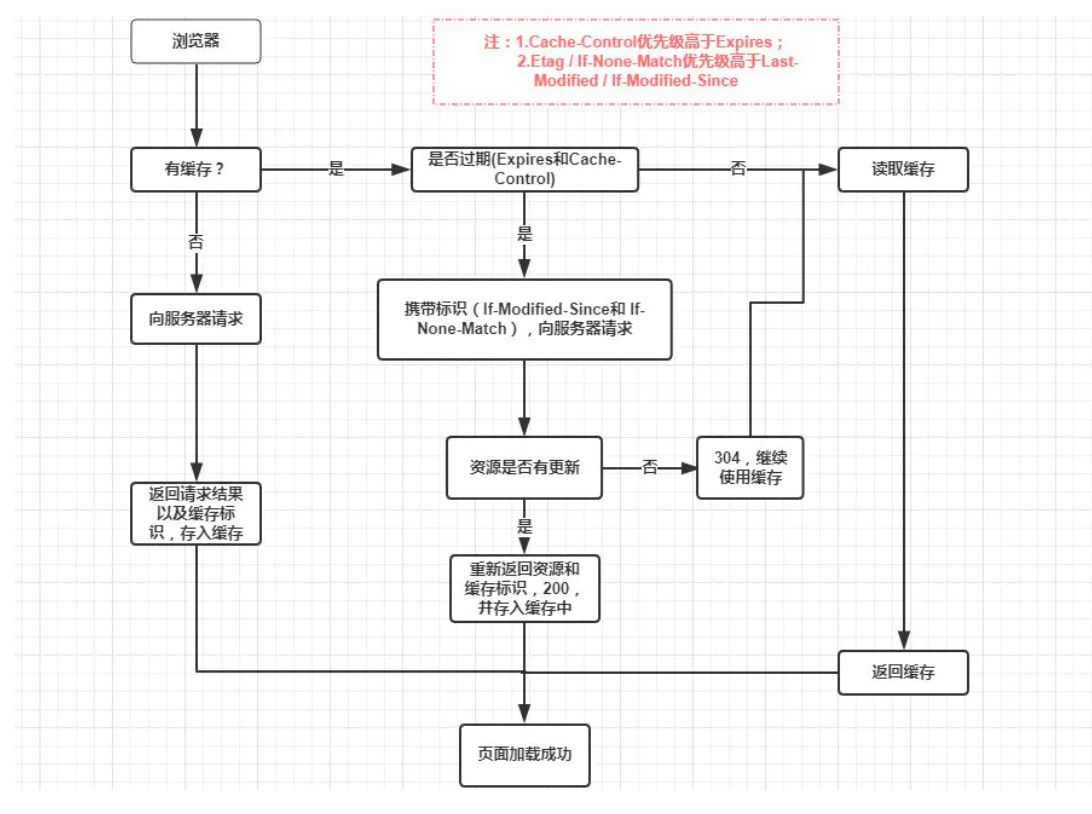 浏览器
注：1.Cache-Control优先级高于Expires；
2.Etag / If-None-Match优先级高于Last-
Modified / If-Modified-Since
有缓存？
是
是否过期(Expires和Cache-
Control)
否
读取缓存
否
是
向服务器请求
携带标识（If-Modified-Since和 If-
None-Match），向服务器请求
资源是否有更新
否
304，继续
使用缓存
返回请求结果
以及缓存标
识，存入缓存
是
重新返回资源和
缓存标识，200，
并存入缓存中
返回缓存
页面加载成功